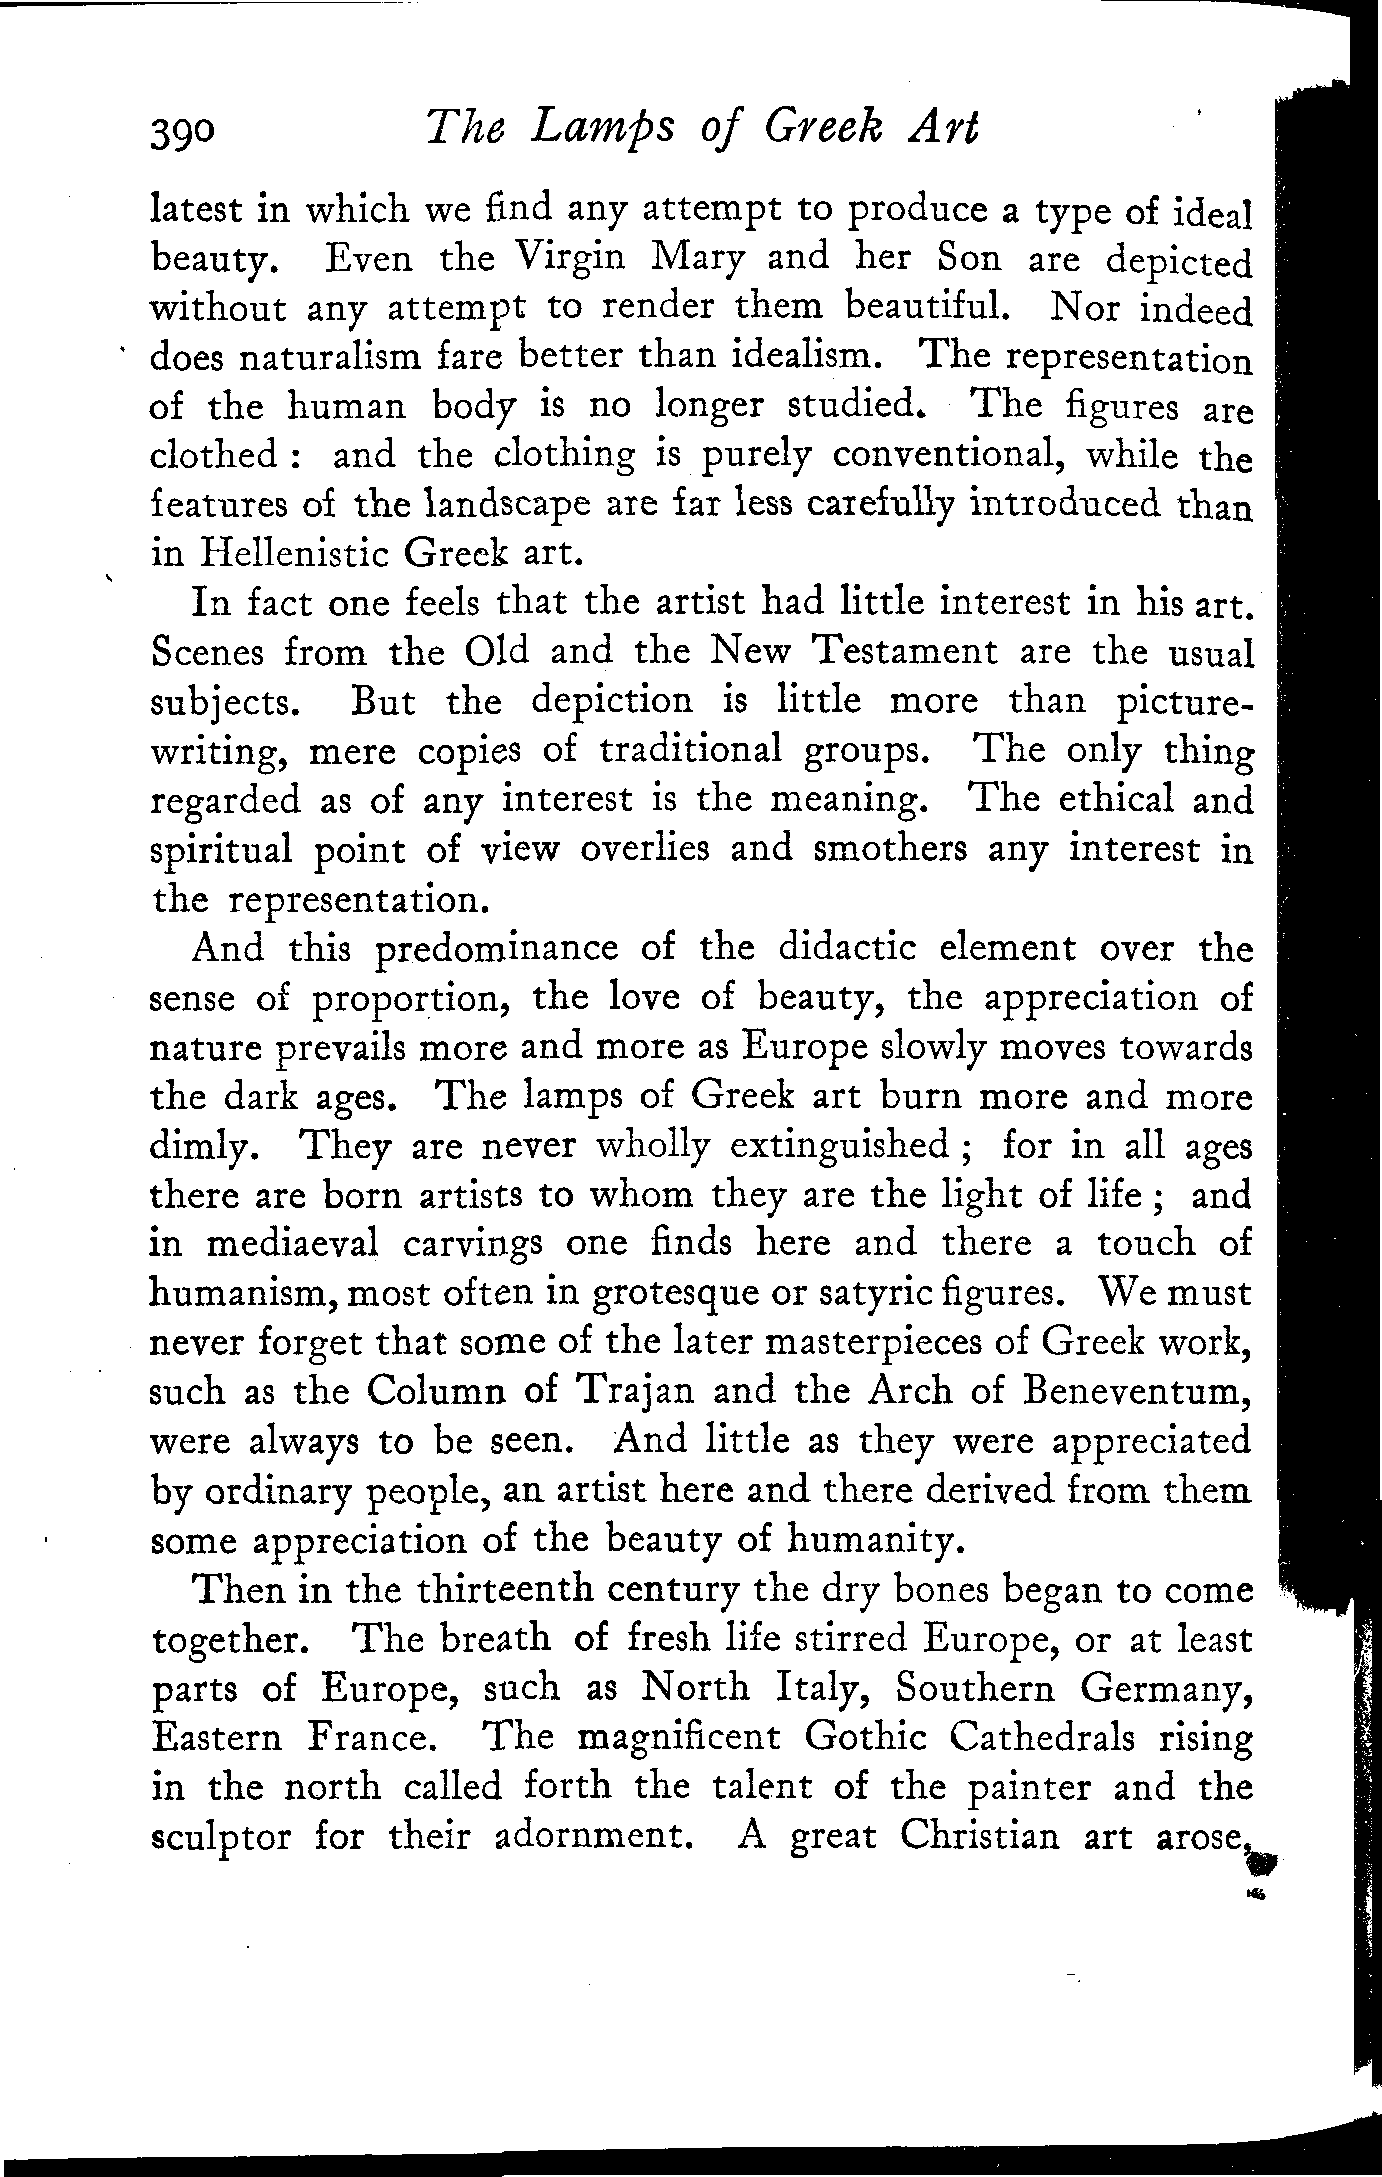 390 The Lamps of Greek Art
latest in which we find any attempt to produce a type of ideal
beauty. Even the Virgin Mary and her Son are depicted
without any attempt to render them beautiful. Nor indeed
does naturalism fare better than idealism. The representation
of the human body is no longer studied. The figures are
clothed : and the clothing is purely conventional, while the
features of the landscape are far less carefully introduced than
in Hellenistic Greek art.
In fact one feels that the artist had little interest in his art.
Scenes from the Old and the New Testament are the usual
subjects. But the depiction is little more than picture-
writing, mere copies of traditional groups. The only thing
regarded as of any interest is the meaning. The ethical and
spiritual point of view overlies and smothers any interest in
the representation.
And this predominance of the didactic element over the
sense of proportion, the love of beauty, the appreciation of
nature prevails more and more as Europe slowly moves towards
the dark ages. The lamps of Greek art burn more and more
dimly. They are never wholly extinguished ; for in all ages
there are born artists to whom they are the light of life ; and
in mediaeval carvings one finds here and there a touch of
humanism, most often in grotesque or satyric figures. We must
never forget that some of the later masterpieces of Greek work,
such as the Column of Trajan and the Arch of Beneventum,
were always to be seen. And little as they were appreciated
by ordinary people, an artist here and there derived from them
some appreciation of the beauty of humanity.
Then in the thirteenth century the dry bones began to come
together. The breath of fresh life stirred Europe, or at least
parts of Europe, such as North Italy, Southern Germany,
Eastern France. The magnificent Gothic Cathedrals rising
in the north called forth the talent of the painter and the
sculptor for their adornment. A great Christian art arose,